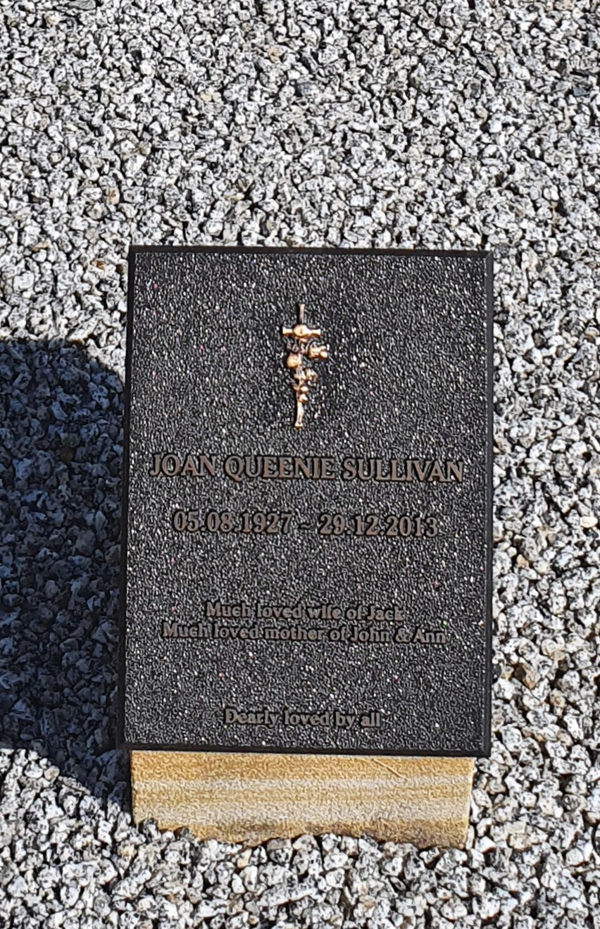 JOAN QUEENIE SULLIVAN
05.08.1927 - 29.12.2013
Much loved wife of Jack
Much loved mother of John & Ann
Dearly loved by all